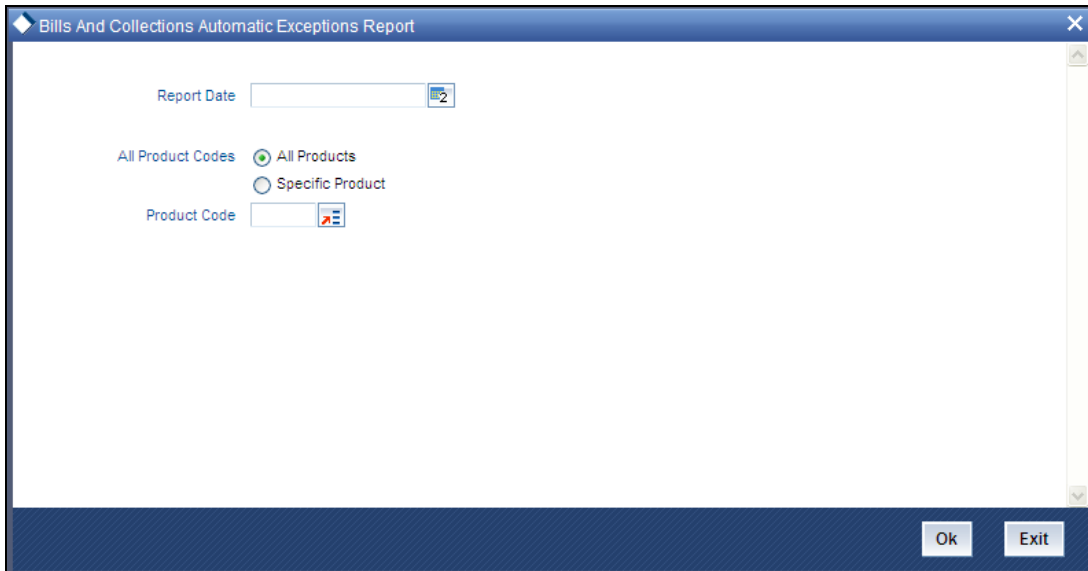 Bills And Collections Automatic Exceptions Report
Report Date
2
All Product Codes All Products
Specific Product
Product Code
Ok Exit